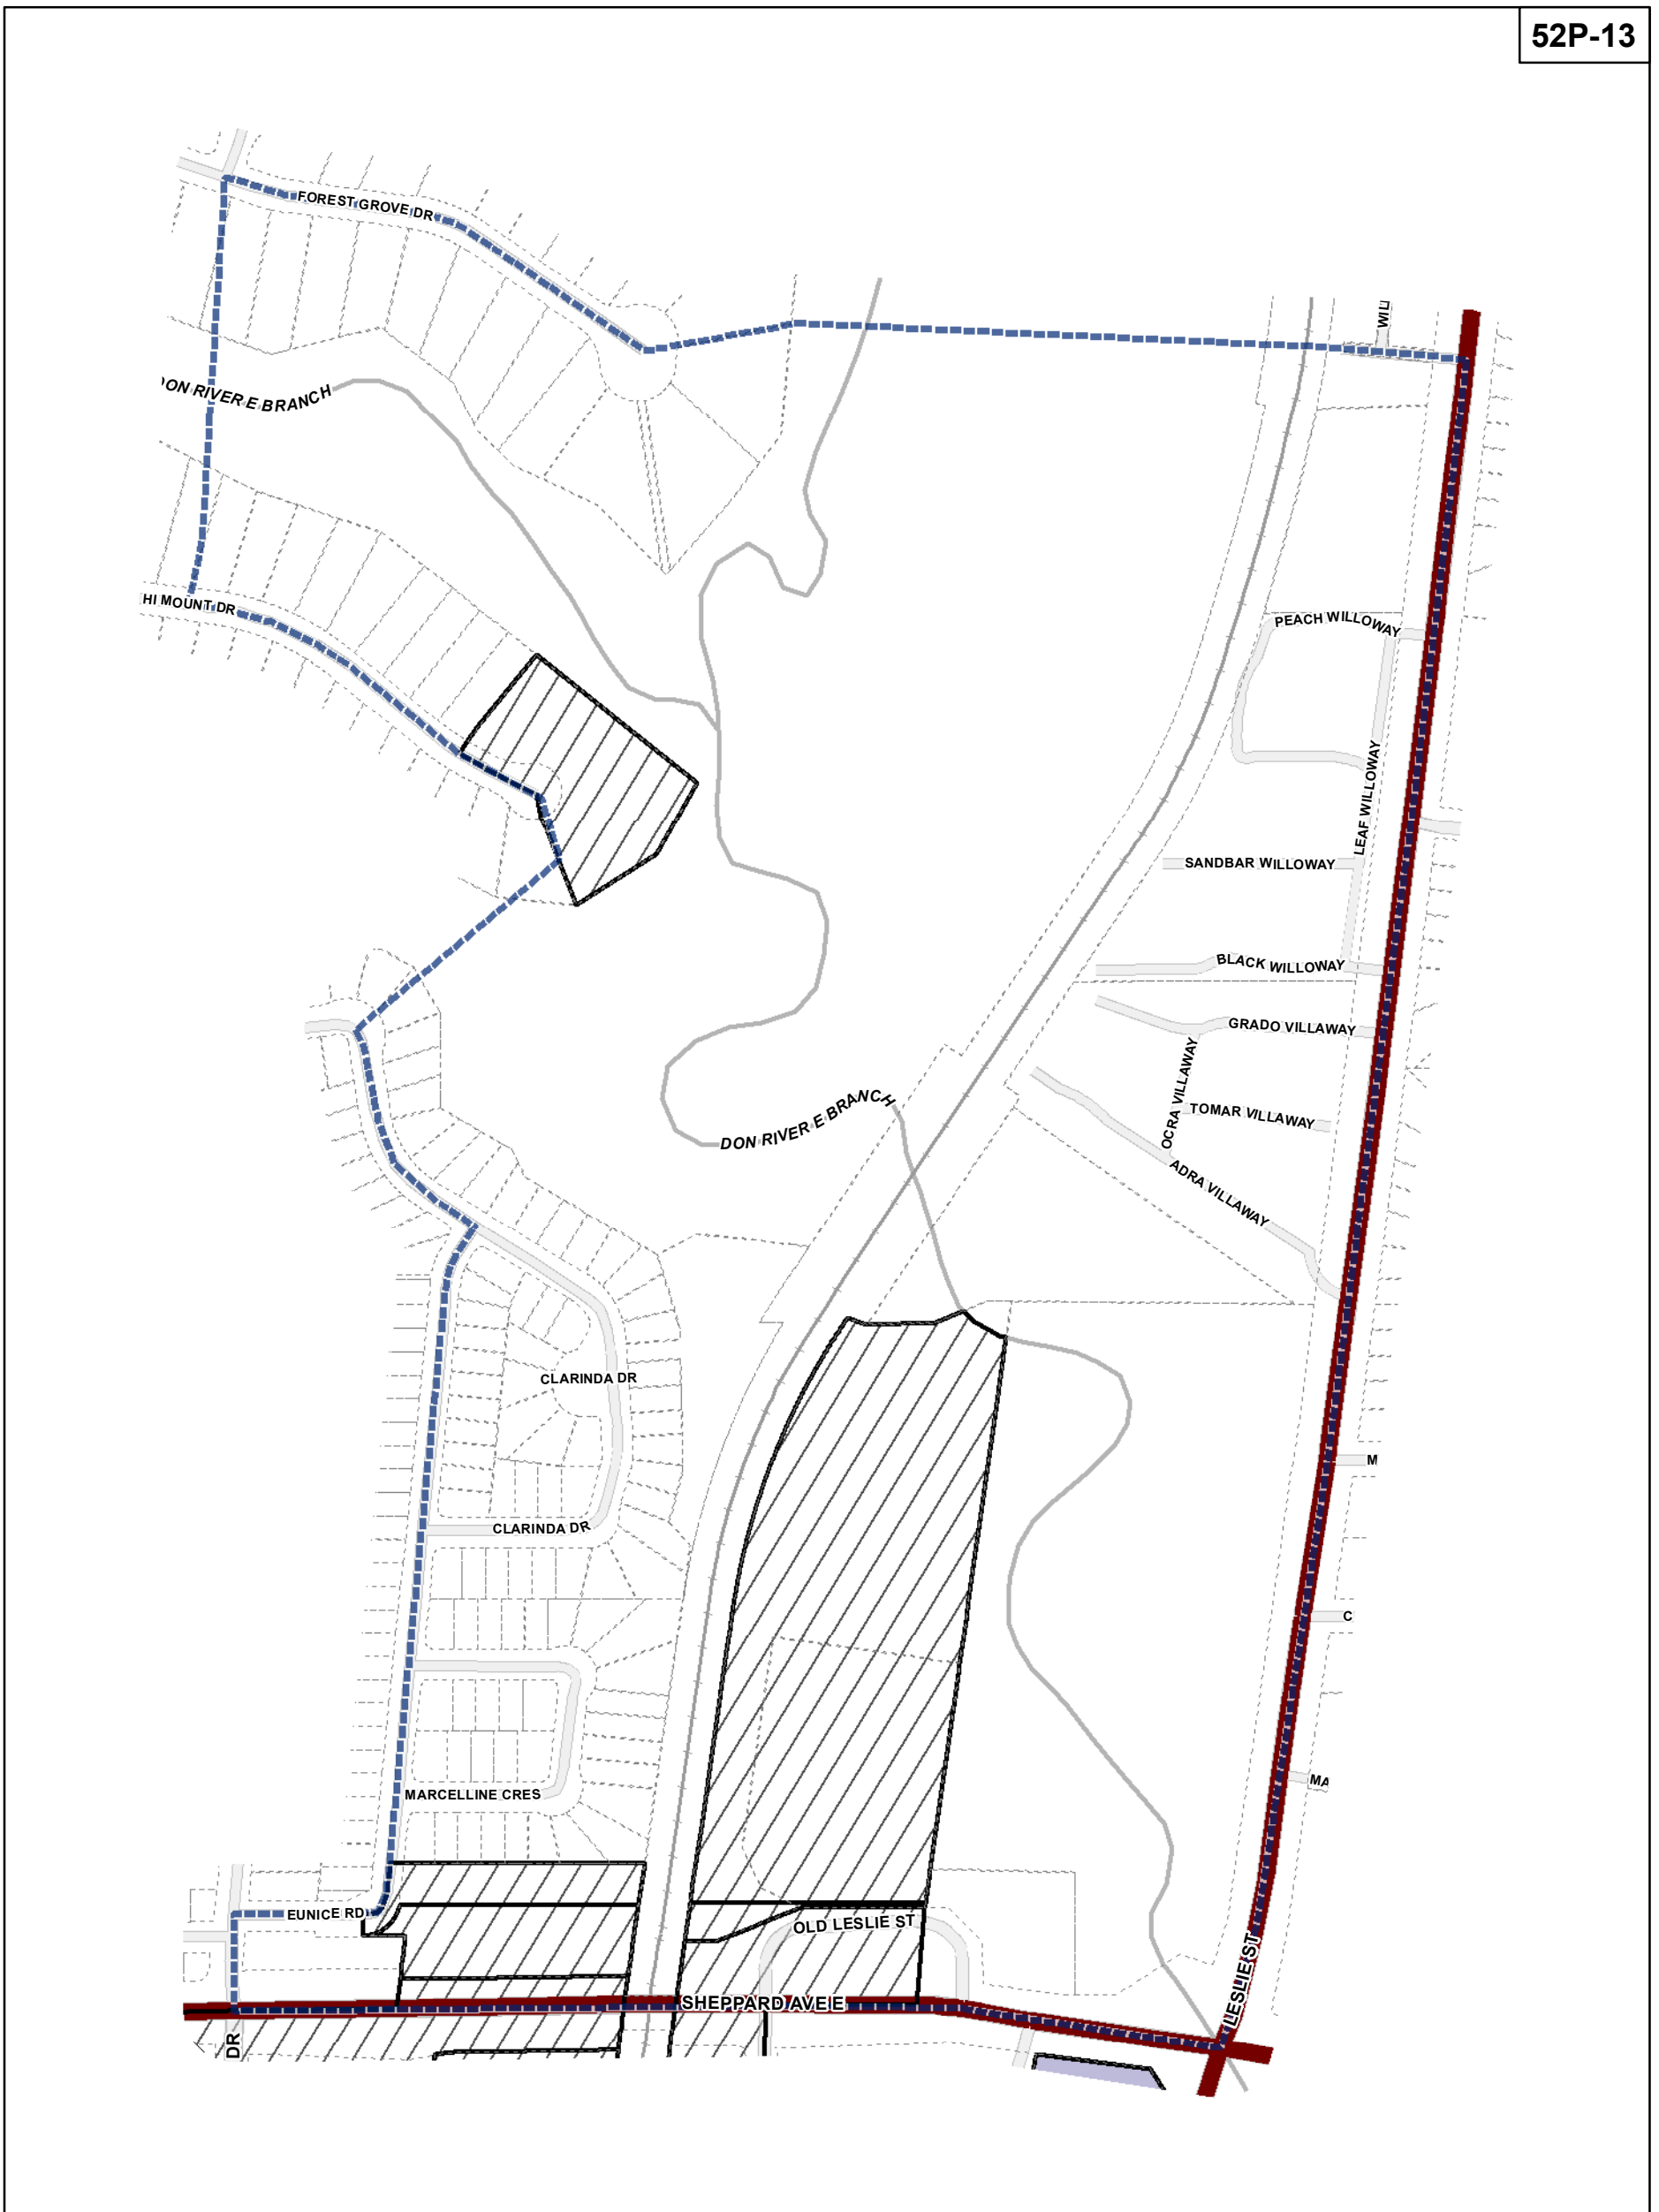 52P-13
FOREST GROVE DR
WIL
ON RIVER E BRANCH
HI MOUNT DR
PEACH WILLOWAY
LEAF WILLOWAY
SANDBAR WILLOWAY
BLACK WILLOWAY
GRADO VILLAWAY
OCRA VILLAWAY
TOMAR VILLAWAY
DON RIVER E BRANCH
ADRA VILLAWAY
CLARINDA DR
M
CLARINDA DR
C
MA
MARCELLINE CRES
EUNICE RD
OLD LESLIE ST
LESLIE ST
SHEPPARD AVE E
DR